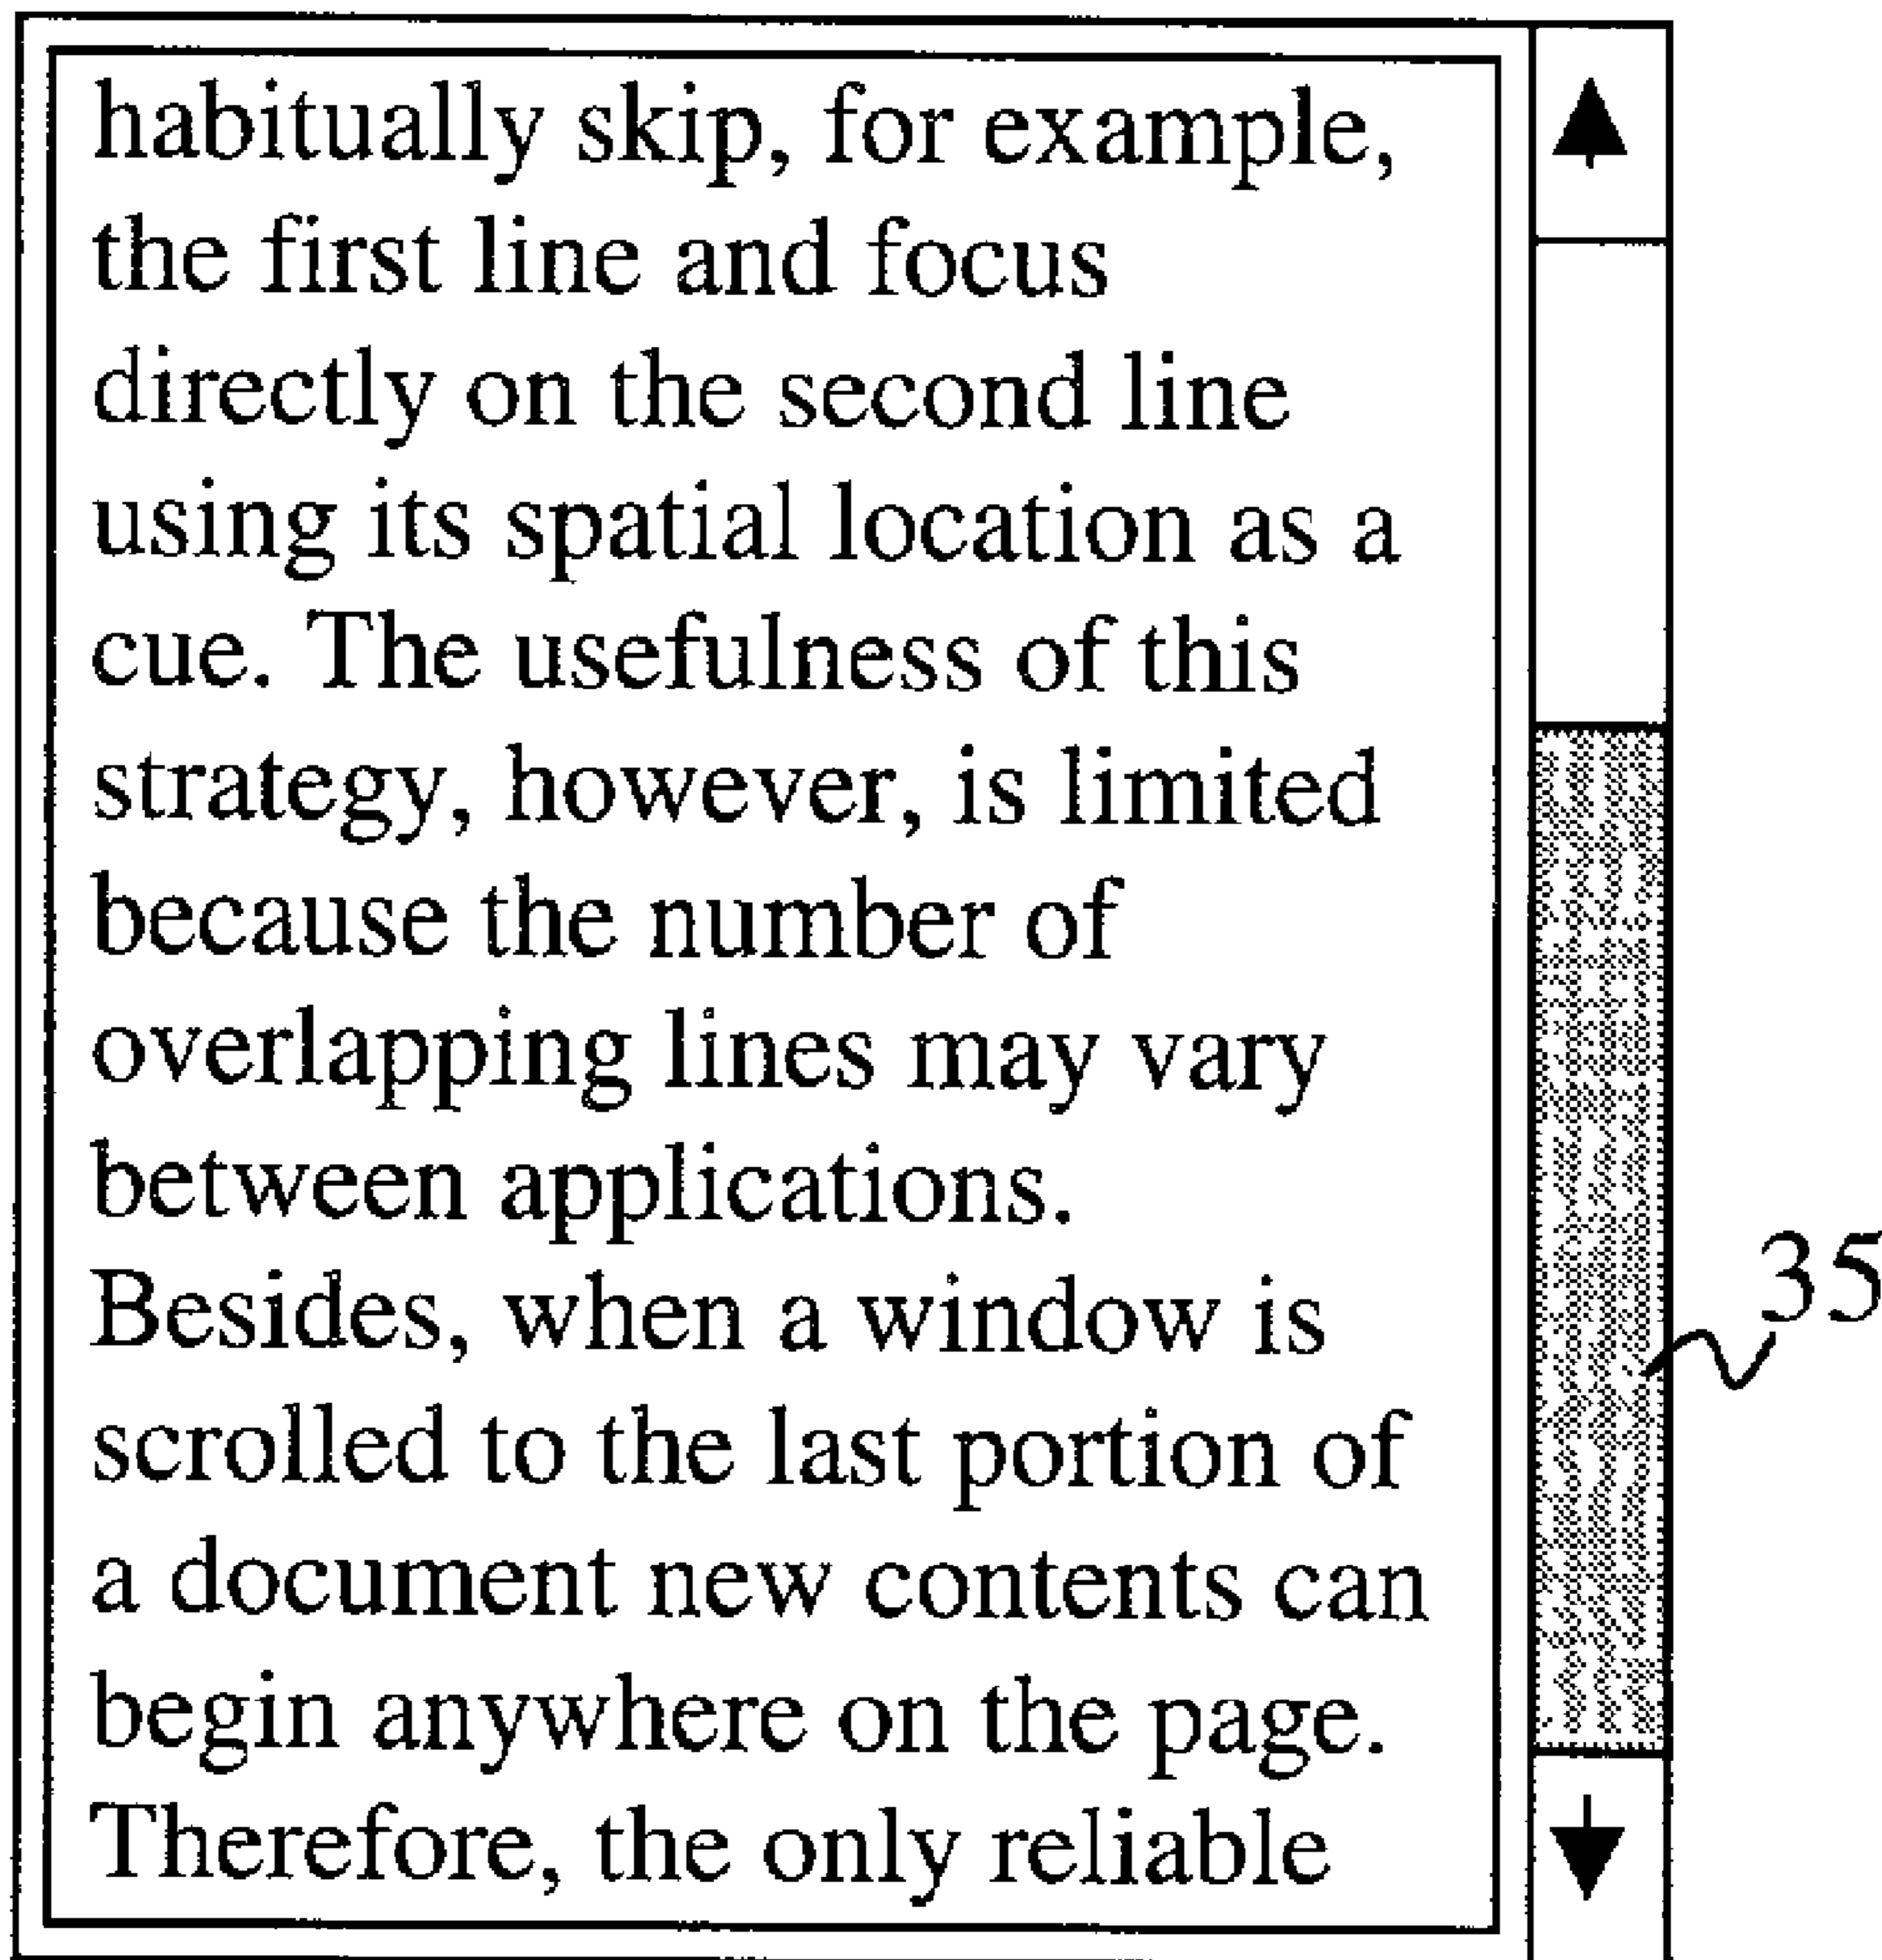 habitually skip, for example,
the first line and focus
directly on the second line
using its spatial location as a
cue. The usefulness of this
strategy, however, is limited
because the number of
overlapping lines may vary
between applications.
Besides, when a window is
scrolled to the last portion of
a document new contents can
begin anywhere on the page.
Therefore, the only reliable
35